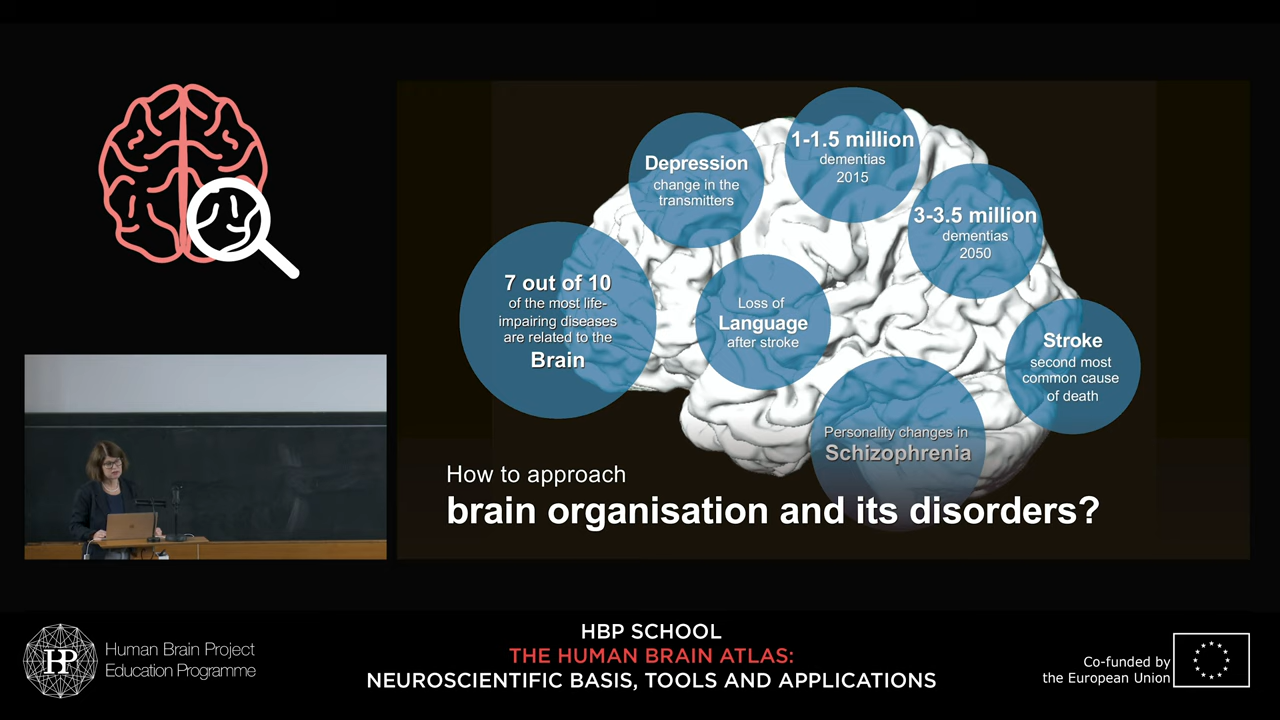 Depression
change in the
transmitters
1-1.5 million
dementias
2015
3-3.5 million
dementias
2050
7 out of 10
of the most life-
impairing diseases
are related to the
Brain
Loss of
Language
after stroke
Stroke
second most
common cause
of death
Personality changes in
Schizophrenia
How to approach
brain organisation and its disorders?
HBP
Human Brain Project
Education Programme
HBP SCHOOL
THE HUMAN BRAIN ATLAS:
NEUROSCIENTIFIC BASIS, TOOLS AND APPLICATIONS
Co-funded by
the European Union